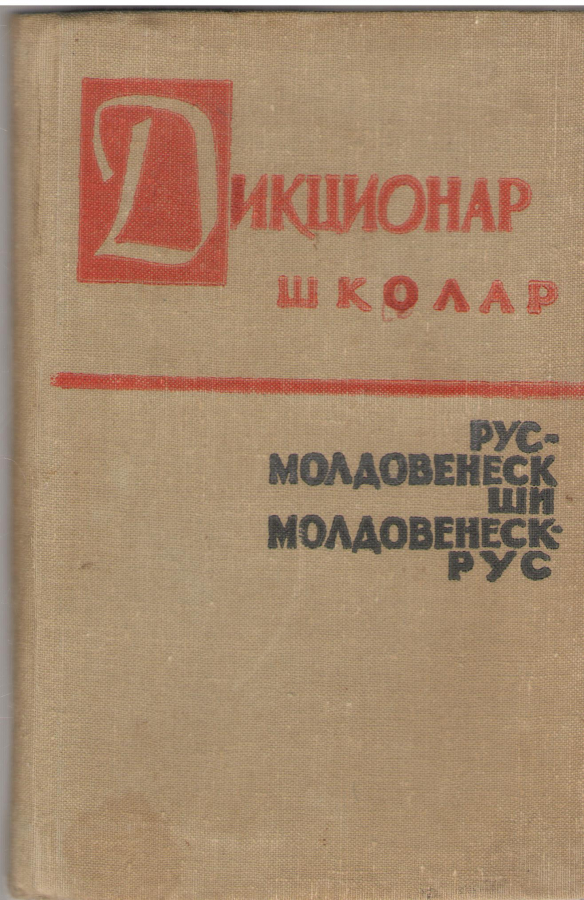 Дикционар
школар
РУС-
МОЛДОВЕНЕСК
ШИ
МОЛДОВЕНЕСК-
РУС